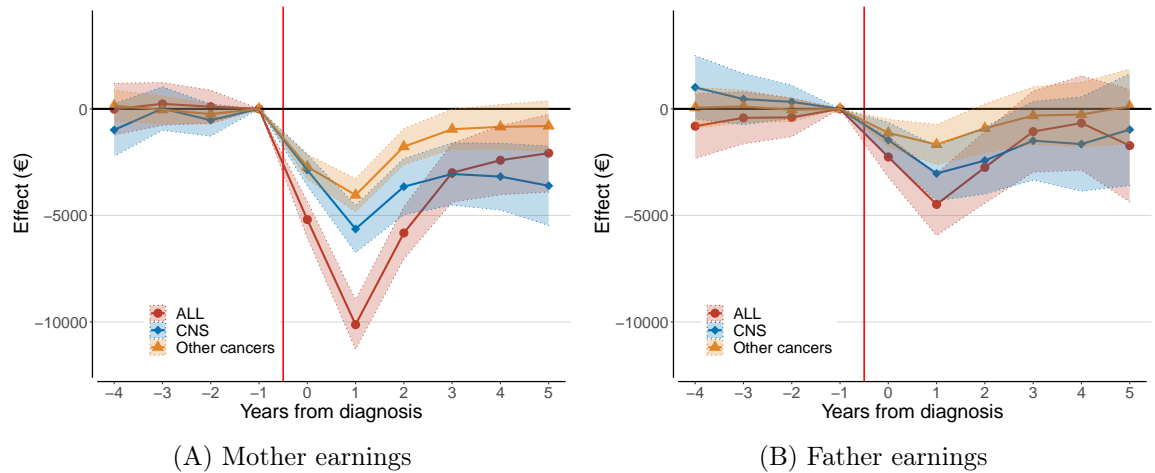 Effect (€)
0
−5000
−10000
ALL
CNS
Other cancers
−4 −3 −2 −1 0 1 2 3 4 5
Years from diagnosis
(A) Mother earnings
Effect (€)
0
−5000
−10000
ALL
CNS
Other cancers
−4 −3 −2 −1 0 1 2 3 4 5
Years from diagnosis
(B) Father earnings